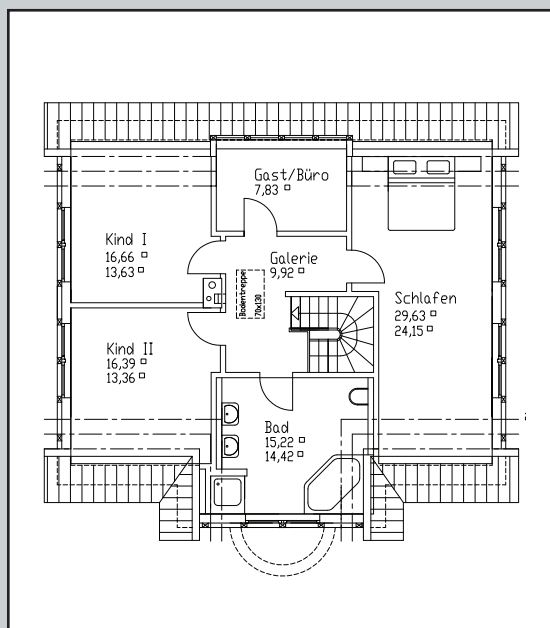 Gast/Büro
7,83 □
Kind I
16,66 □
13,63 □
Galerie
9,92 □
Bodentreppe
70x130
Schlafen
29,63 □
24,15 □
Kind II
16,39 □
13,36 □
Bad
15,22 □
14,42 □